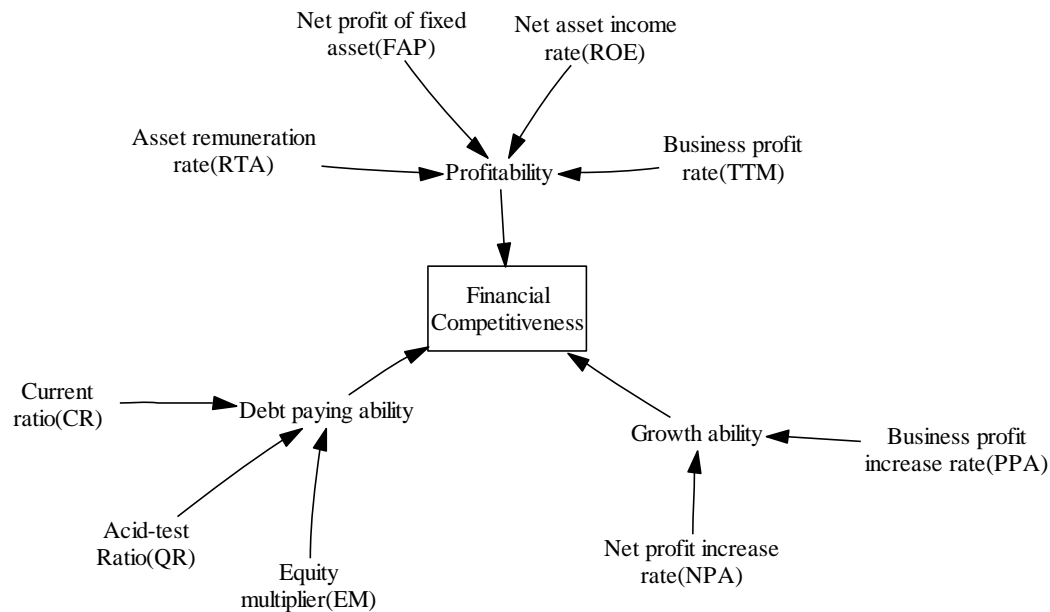 Net profit of fixed
asset(FAP)
Net asset income
rate(ROE)
Asset remuneration
rate(RTA)
Business profit
rate(TTM)
Profitability
Financial
Competitiveness
Current
ratio(CR)
Debt paying ability
Growth ability
Business profit
increase rate(PPA)
Acid-test
Ratio(QR)
Equity
multiplier(EM)
Net profit increase
rate(NPA)